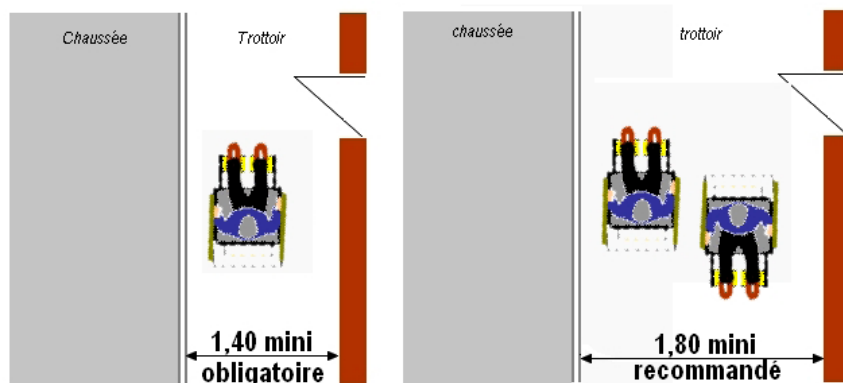 Chaussée
Trottoir
1,40 mini
obligatoire
chaussée
trottoir
1,80 mini
recommandé